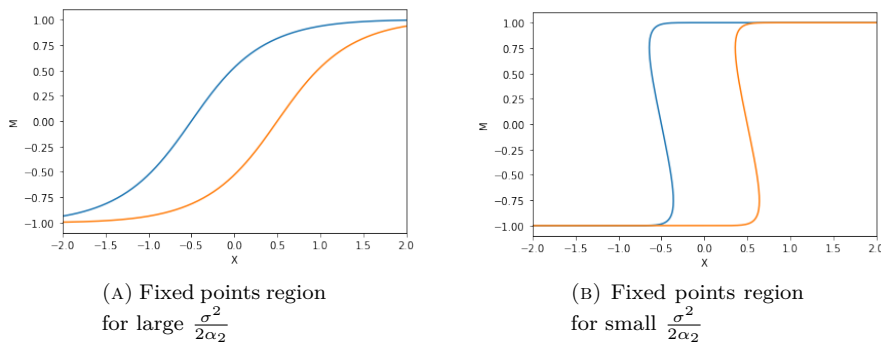 1.00
0.75
0.50
0.25
0.00
−0.25
−0.50
−0.75
−1.00
M
−2.0 −1.5 −1.0 −0.5 0.0 0.5 1.0 1.5 2.0
X
(A) Fixed points region
for large σ²/2α₂
1.00
0.75
0.50
0.25
0.00
−0.25
−0.50
−0.75
−1.00
M
−2.0 −1.5 −1.0 −0.5 0.0 0.5 1.0 1.5 2.0
X
(B) Fixed points region
for small σ²/2α₂